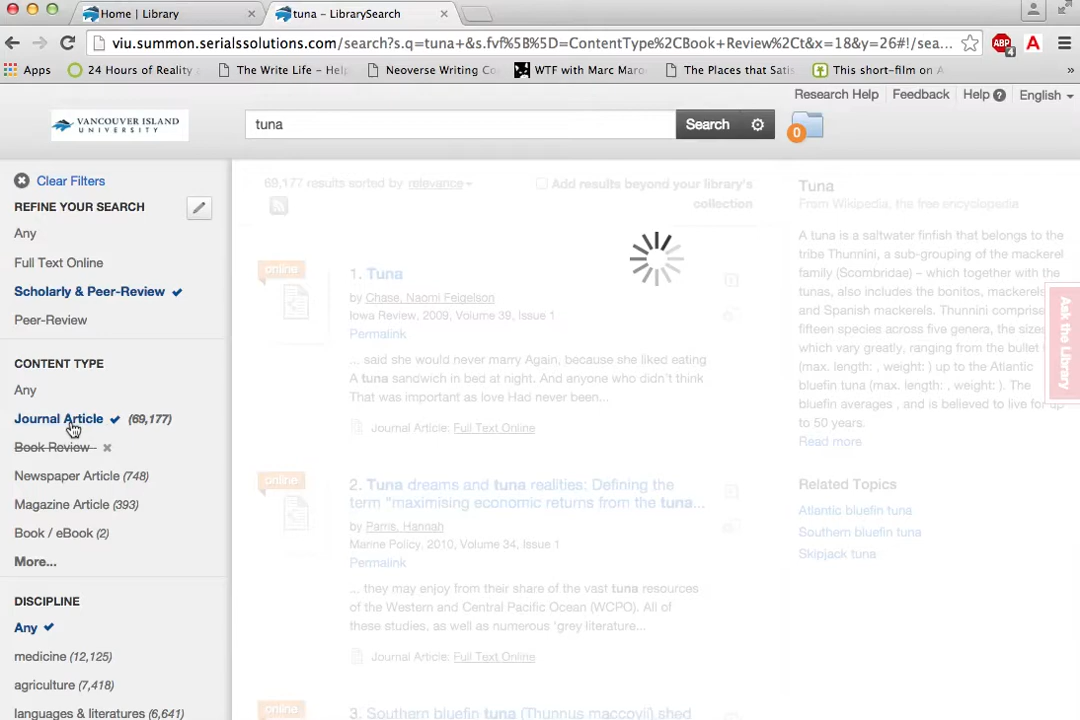 Home | Library
tuna – LibrarySearch
viu.summon.serialssolutions.com/search?s.q=tuna+&s.fvf%5B%5D=ContentType%2CBook+Review%2Ct&x=18&y=26#!/sea...
ABP 4
Apps
24 Hours of Reality
The Write Life – Help
Neoverse Writing Co
WTF with Marc Maro
The Places that Satis
This short-film on A
»
Research Help
Feedback
Help ?
English
VANCOUVER ISLAND
UNIVERSITY
tuna
Search
0
Clear Filters
REFINE YOUR SEARCH
Any
Full Text Online
Scholarly & Peer-Review
Peer-Review
CONTENT TYPE
Any
Journal Article (69,177)
Book Review
Newspaper Article (748)
Magazine Article (393)
Book / eBook (2)
More...
DISCIPLINE
Any
medicine (12,125)
agriculture (7,418)
languages & literatures (6,641)
69,177 results sorted by relevance
Add results beyond your library's
collection
online
1. Tuna
by Chase, Naomi Feigelson
Iowa Review, 2009, Volume 39, Issue 1
Permalink
... said she would never marry Again, because she liked eating
A tuna sandwich in bed at night. And anyone who didn't think
That was important as love Had never been...
Journal Article: Full Text Online
online
2. Tuna dreams and tuna realities: Defining the
term "maximising economic returns from the tuna...
by Parris, Hannah
Marine Policy, 2010, Volume 34, Issue 1
Permalink
... they may enjoy from their share of the vast tuna resources
of the Western and Central Pacific Ocean (WCPO). All of
these studies, as well as numerous 'grey literature...
Journal Article: Full Text Online
online
3. Southern bluefin tuna (Thunnus maccoyii) shed
Tuna
From Wikipedia, the free encyclopedia
A tuna is a saltwater finfish that belongs to the
tribe Thunnini, a sub-grouping of the mackerel
family (Scombridae) – which together with the
tunas, also includes the bonitos, mackerels
and Spanish mackerels. Thunnini comprise
fifteen species across five genera, the size
which vary greatly, ranging from the bullet
(max. length: , weight: ) up to the Atlantic
bluefin tuna (max. length: , weight: ). The
bluefin averages , and is believed to live for up
to 50 years.
Read more
Related Topics
Atlantic bluefin tuna
Southern bluefin tuna
Skipjack tuna
Ask the Library